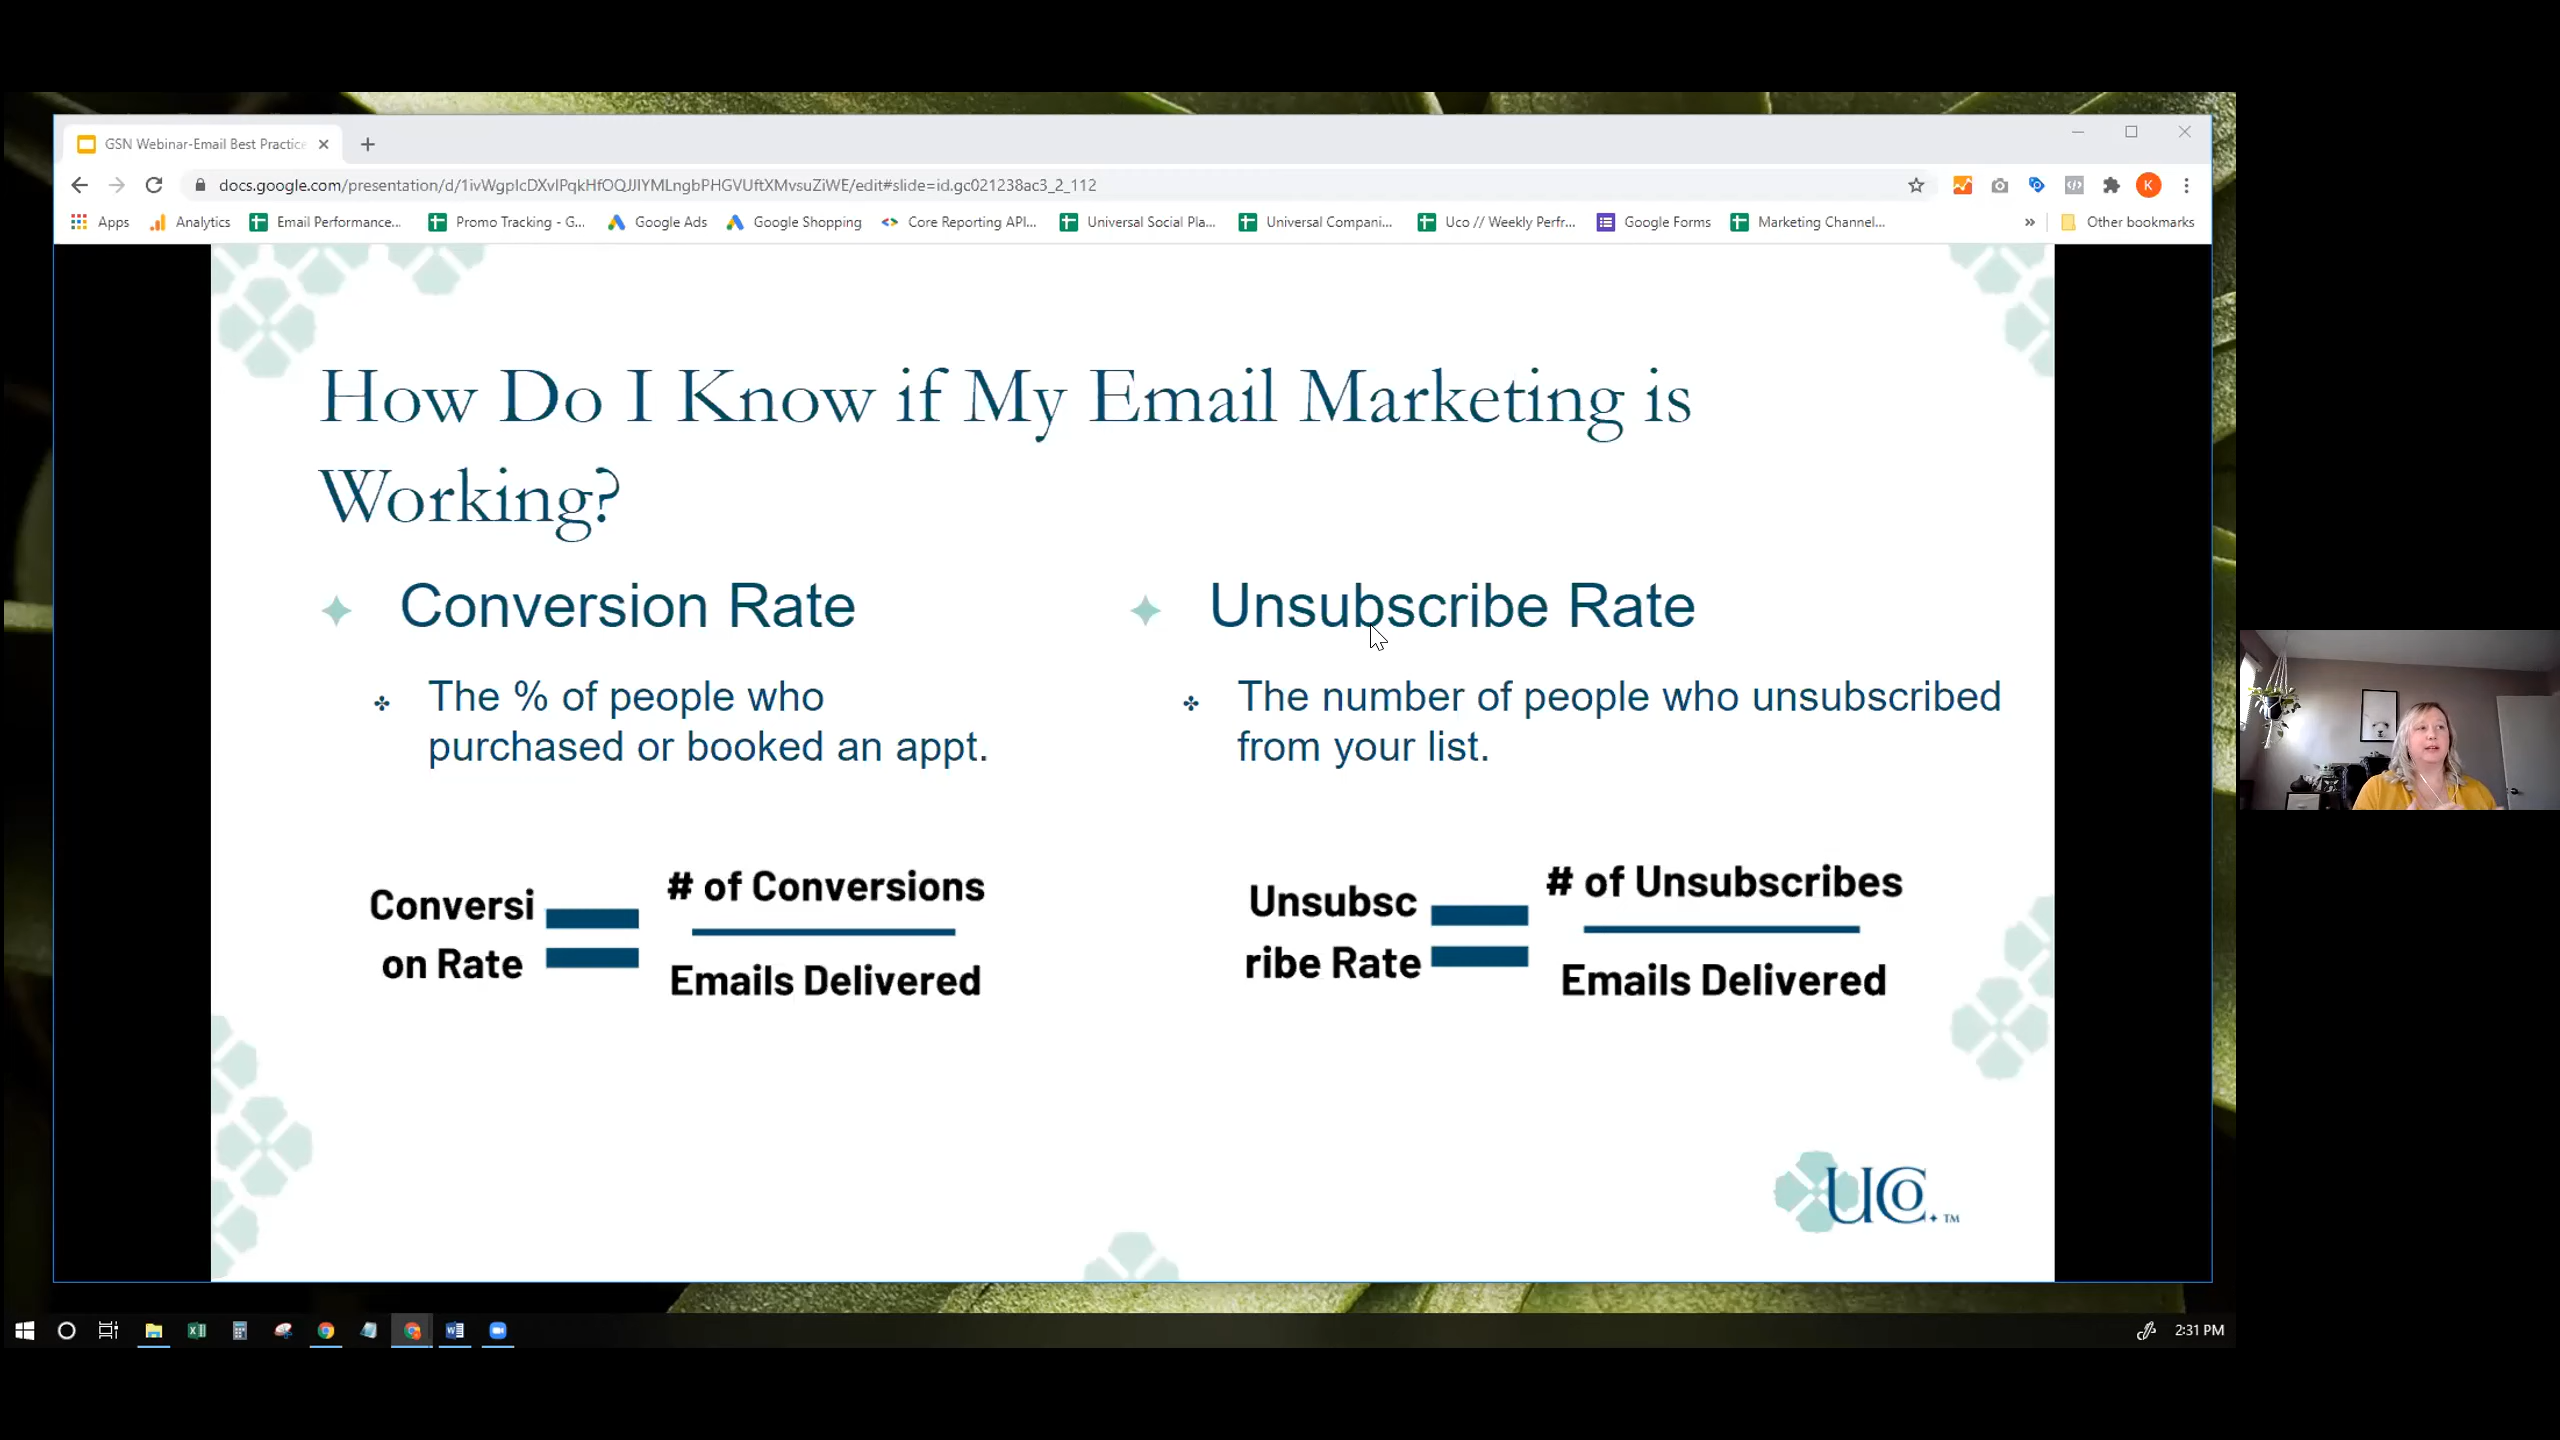 GSN Webinar-Email Best Practice
docs.google.com/presentation/d/1ivWgpIcDXvlPqkHfOQJJIYMLngbPHGVUftXMvsuZiWE/edit#slide=id.gc021238ac3_2_112
K
Apps Analytics Email Performance... Promo Tracking - G... Google Ads Google Shopping Core Reporting API... Universal Social Pla... Universal Compani... Uco // Weekly Perfr... Google Forms Marketing Channel... » Other bookmarks
How Do I Know if My Email Marketing is
Working?
Conversion Rate
The % of people who
purchased or booked an appt.
Conversi
on Rate
# of Conversions
Emails Delivered
Unsubscribe Rate
The number of people who unsubscribed
from your list.
Unsubsc
ribe Rate
# of Unsubscribes
Emails Delivered
UCo.™
2:31 PM